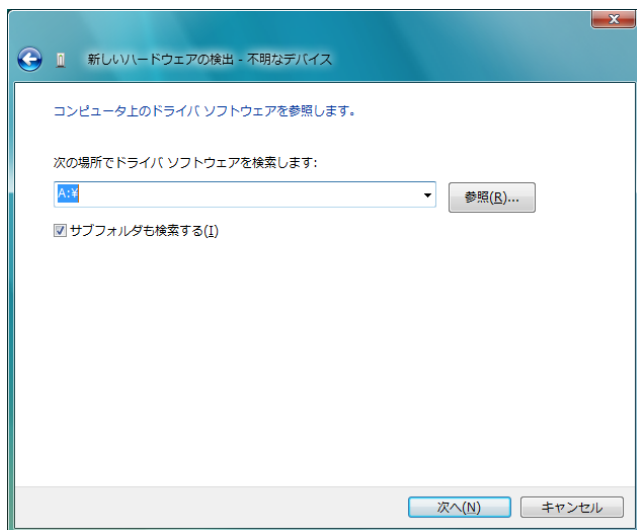 新しいハードウェアの検出 - 不明なデバイス
コンピュータ上のドライバ ソフトウェアを参照します。
次の場所でドライバ ソフトウェアを検索します:
A:¥
参照(R)...
サブフォルダも検索する(I)
次へ(N)
キャンセル